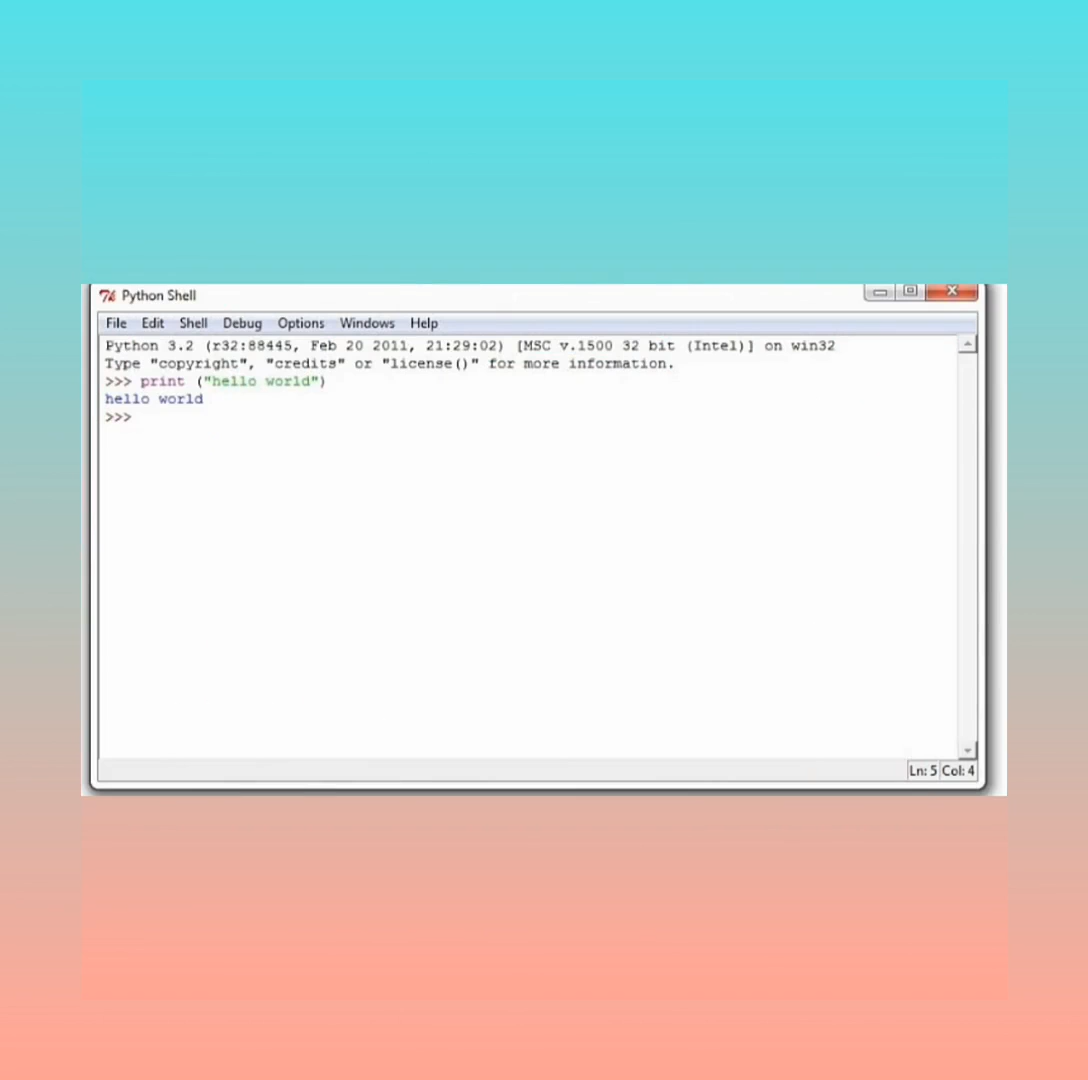 Python Shell
File Edit Shell Debug Options Windows Help
Python 3.2 (r32:88445, Feb 20 2011, 21:29:02) [MSC v.1500 32 bit (Intel)] on win32
Type "copyright", "credits" or "license()" for more information.
>>> print ("hello world")
hello world
>>>
Ln: 5 Col: 4